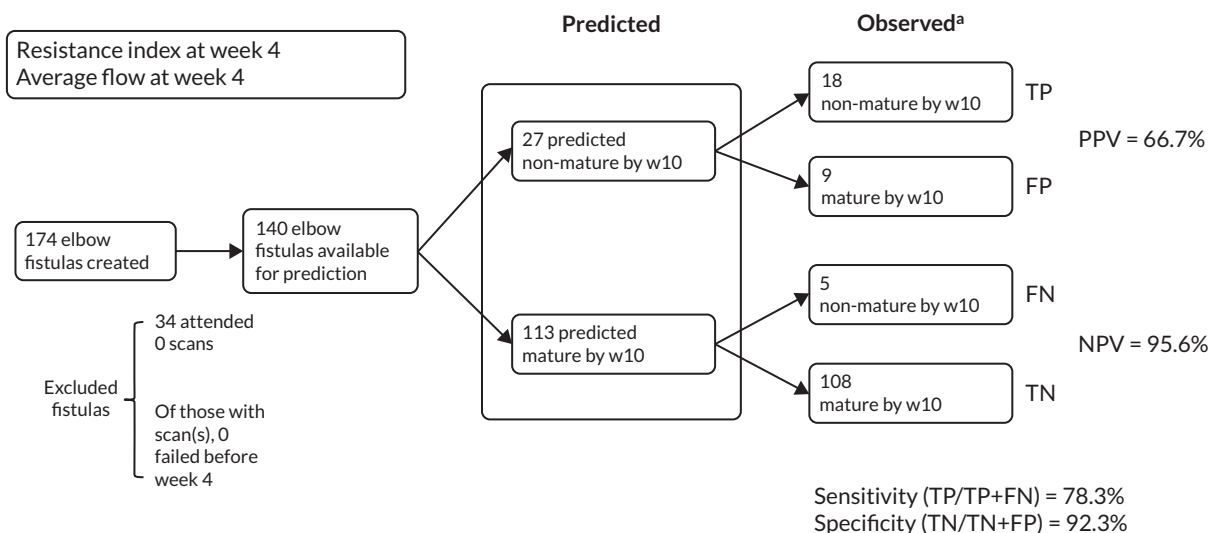 Predicted
Observedª
Resistance index at week 4
Average flow at week 4
18
non-mature by w10
TP
27 predicted
non-mature by w10
PPV = 66.7%
9
mature by w10
FP
174 elbow
fistulas created
140 elbow
fistulas available
for prediction
5
non-mature by w10
FN
113 predicted
mature by w10
NPV = 95.6%
108
mature by w10
TN
Excluded
fistulas
34 attended
0 scans
Of those with
scan(s), 0
failed before
week 4
Sensitivity (TP/TP+FN) = 78.3%
Specificity (TN/TN+FP) = 92.3%